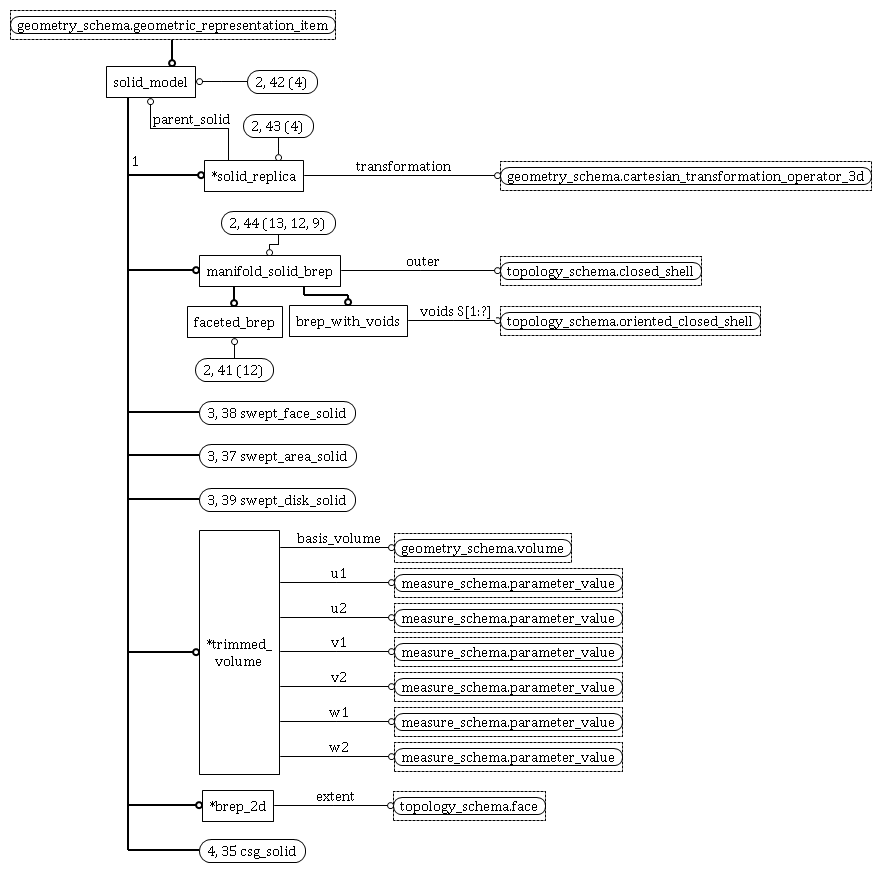 geometry_schema.geometric_representation_item
solid_model
2, 42 (4)
parent_solid
2, 43 (4)
1
*solid_replica
transformation
geometry_schema.cartesian_transformation_operator_3d
2, 44 (13, 12, 9)
manifold_solid_brep
outer
topology_schema.closed_shell
faceted_brep
brep_with_voids
voids S[1:?]
topology_schema.oriented_closed_shell
2, 41 (12)
3, 38 swept_face_solid
3, 37 swept_area_solid
3, 39 swept_disk_solid
*trimmed_
volume
basis_volume
geometry_schema.volume
u1
measure_schema.parameter_value
u2
measure_schema.parameter_value
v1
measure_schema.parameter_value
v2
measure_schema.parameter_value
w1
measure_schema.parameter_value
w2
measure_schema.parameter_value
*brep_2d
extent
topology_schema.face
4, 35 csg_solid